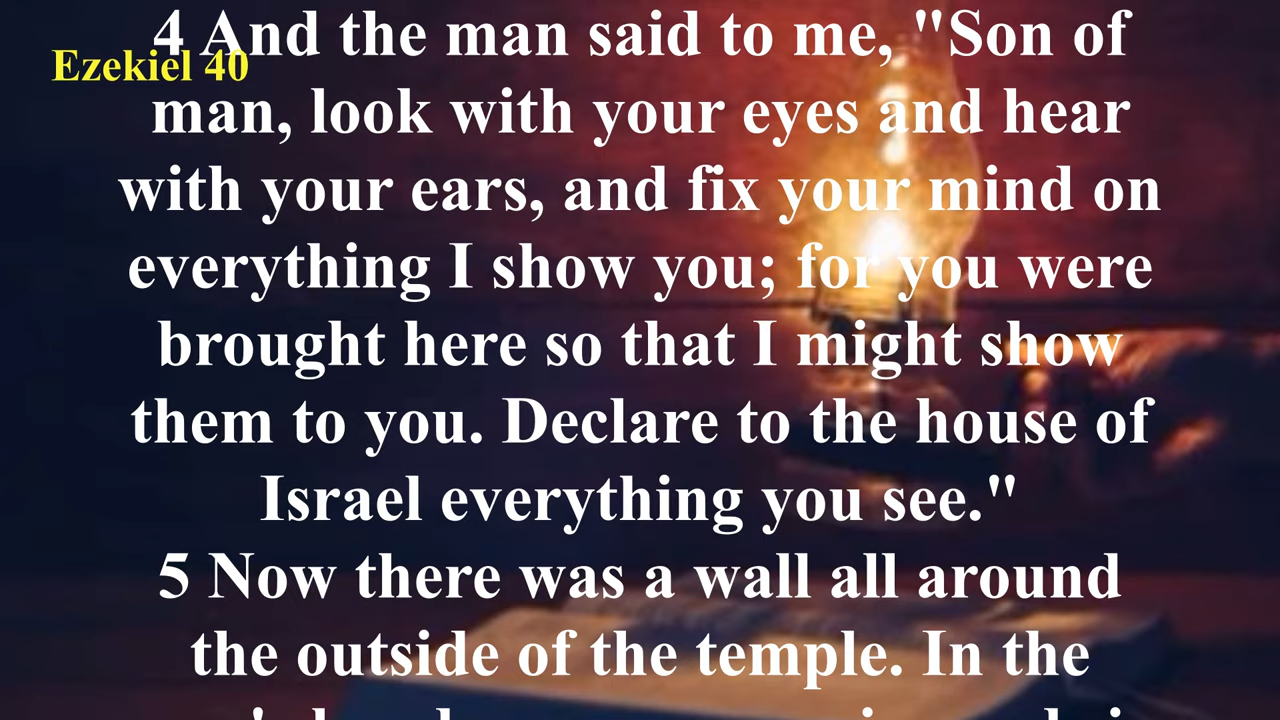 Ezekiel 40
4 And the man said to me, "Son of
man, look with your eyes and hear
with your ears, and fix your mind on
everything I show you; for you were
brought here so that I might show
them to you. Declare to the house of
Israel everything you see."
5 Now there was a wall all around
the outside of the temple. In the